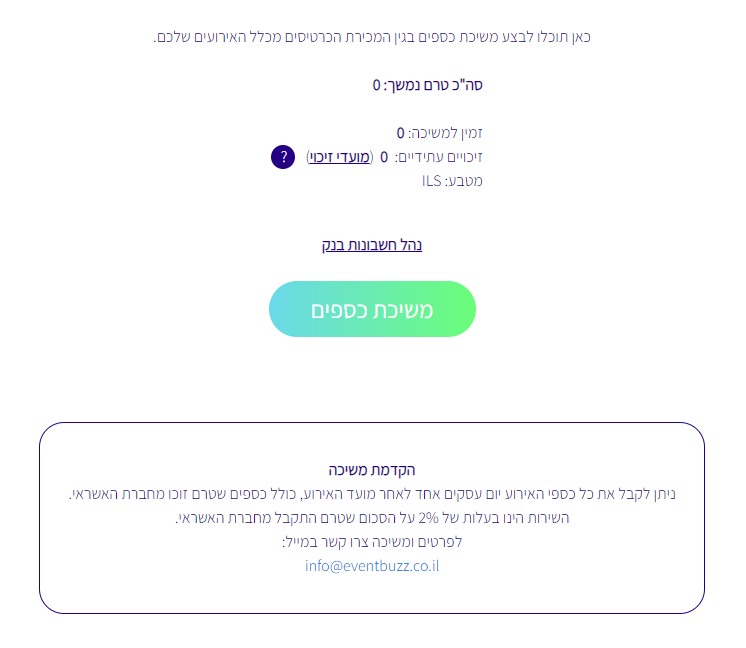 כאן תוכלו לבצע משיכת כספים בגין המכירת הכרטיסים מכלל האירועים שלכם.
סה"כ טרם נמשך: 0
זמין למשיכה: 0
זיכויים עתידיים: 0 (מועדי זיכוי) ?
מטבע: ILS
נהל חשבונות בנק
משיכת כספים
הקדמת משיכה
ניתן לקבל את כל כספי האירוע יום עסקים אחד לאחר מועד האירוע, כולל כספים שטרם זוכו מחברת האשראי.
השירות הינו בעלות של 2% על הסכום שטרם התקבל מחברת האשראי.
לפרטים ומשיכה צרו קשר במייל:
info@eventbuzz.co.il